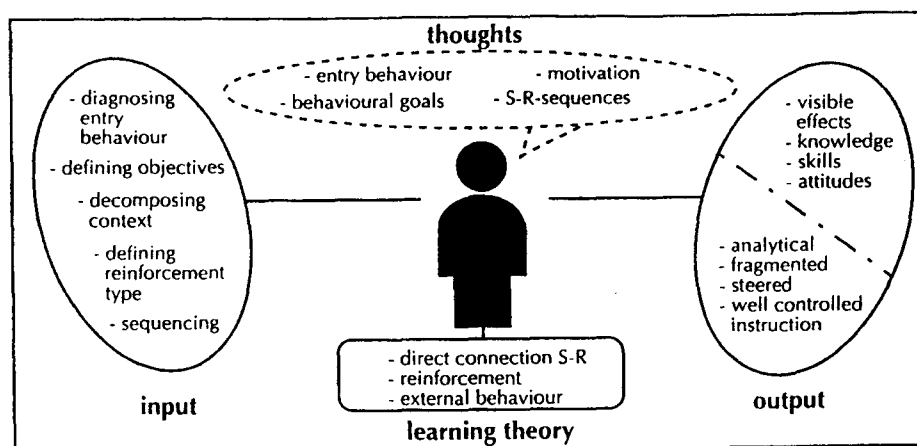 thoughts
- entry behaviour - motivation
- behavioural goals - S-R-sequences
- diagnosing
entry
behaviour
- defining objectives
- decomposing
context
- defining
reinforcement
type
- sequencing
input
- visible
effects
- knowledge
- skills
- attitudes
- analytical
- fragmented
- steered
- well controlled
instruction
output
- direct connection S-R
- reinforcement
- external behaviour
learning theory